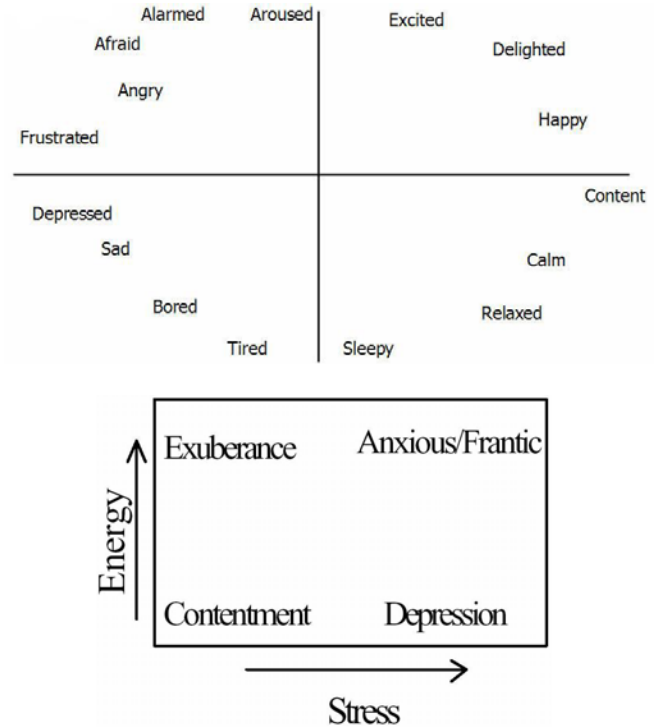 Alarmed Aroused Excited
Afraid Delighted
Angry
Happy
Frustrated
Content
Depressed
Sad
Calm
Bored
Relaxed
Tired Sleepy
Exuberance Anxious/Frantic
Energy
Contentment Depression
Stress